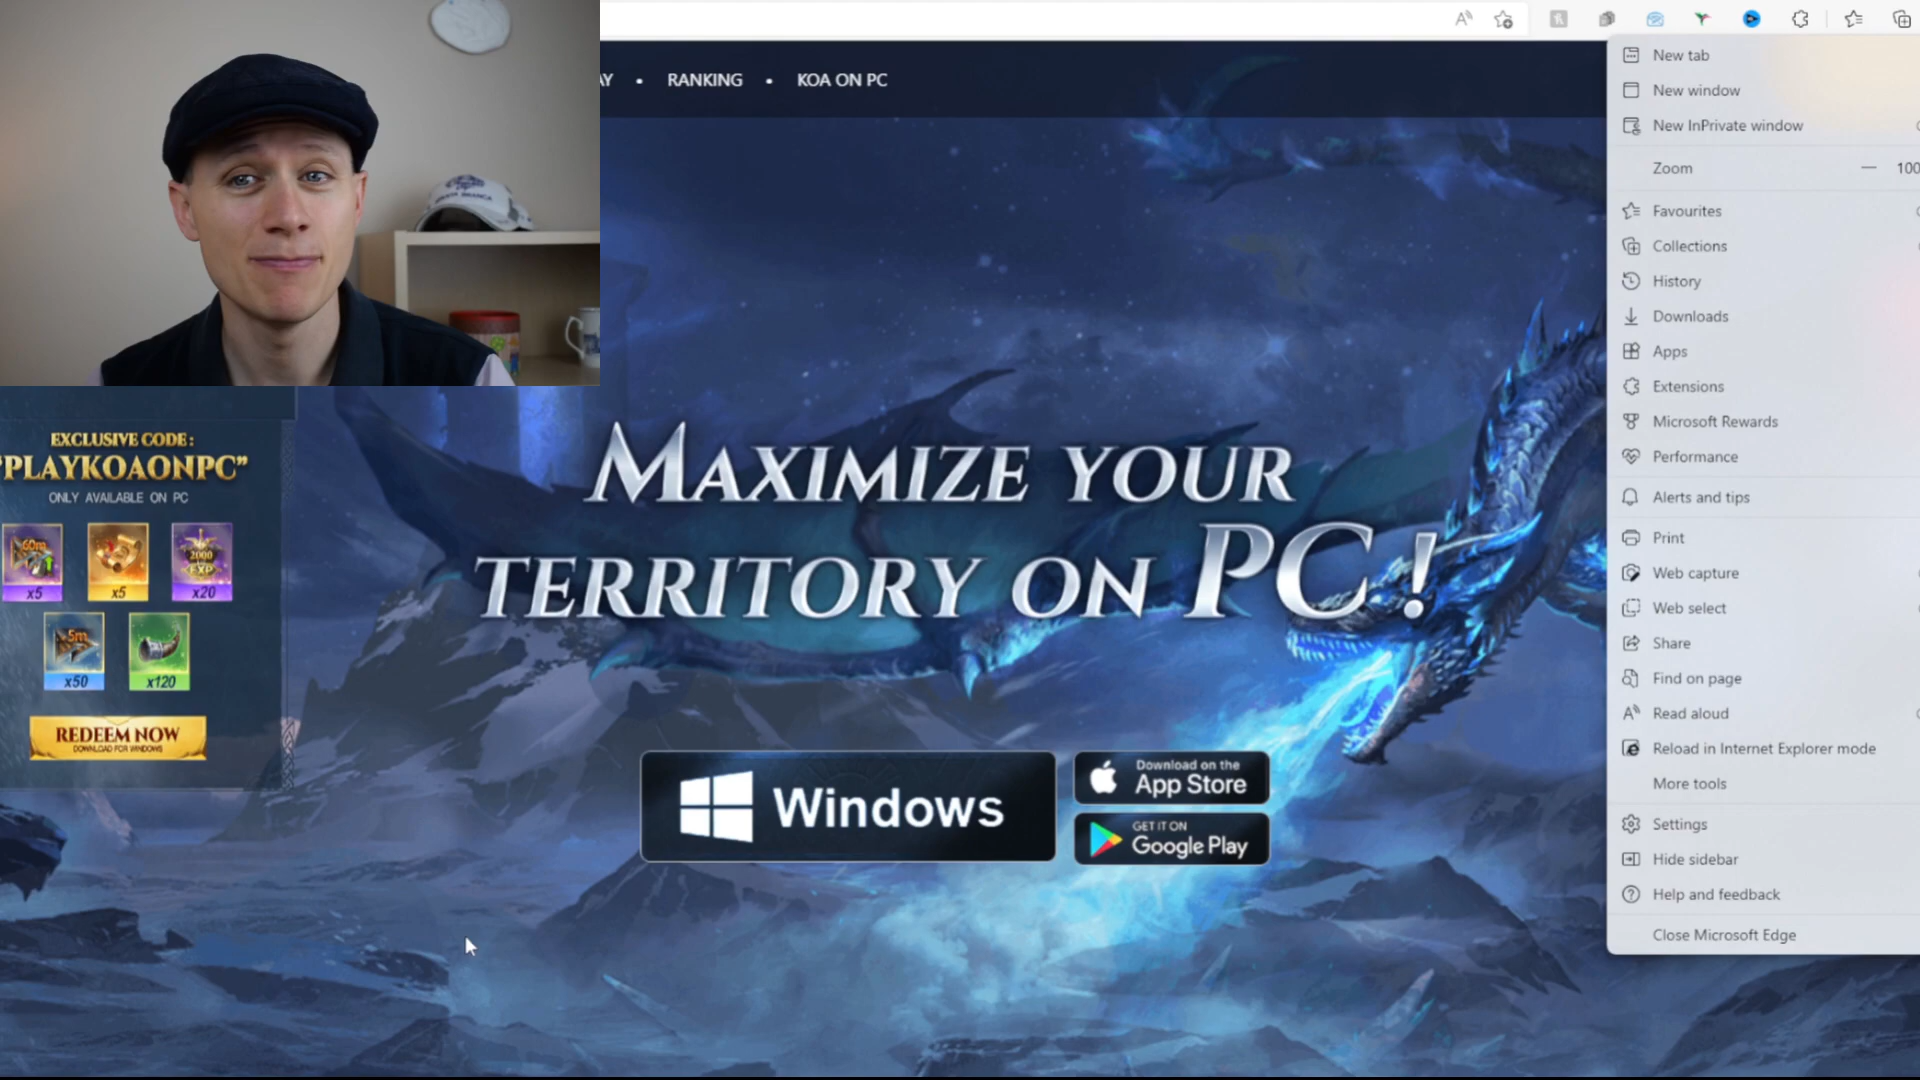 RANKING • KOA ON PC
EXCLUSIVE CODE:
"PLAYKOAONPC"
ONLY AVAILABLE ON PC
60m
x5
x5
2000
EXP
x20
5m
x50
x120
REDEEM NOW
DOWNLOAD FOR WINDOWS
MAXIMIZE YOUR
TERRITORY ON PC!
Windows
Download on the
App Store
GET IT ON
Google Play
New tab
New window
New InPrivate window
Zoom — 100
Favourites
Collections
History
Downloads
Apps
Extensions
Microsoft Rewards
Performance
Alerts and tips
Print
Web capture
Web select
Share
Find on page
Read aloud
Reload in Internet Explorer mode
More tools
Settings
Hide sidebar
Help and feedback
Close Microsoft Edge